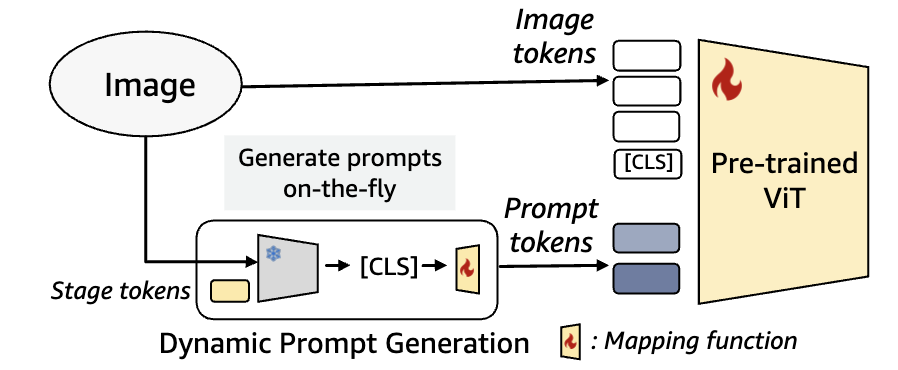 Image
tokens
Image
[CLS]
Pre-trained
ViT
Generate prompts
on-the-fly
Prompt
tokens
[CLS]
Stage tokens
Dynamic Prompt Generation
: Mapping function